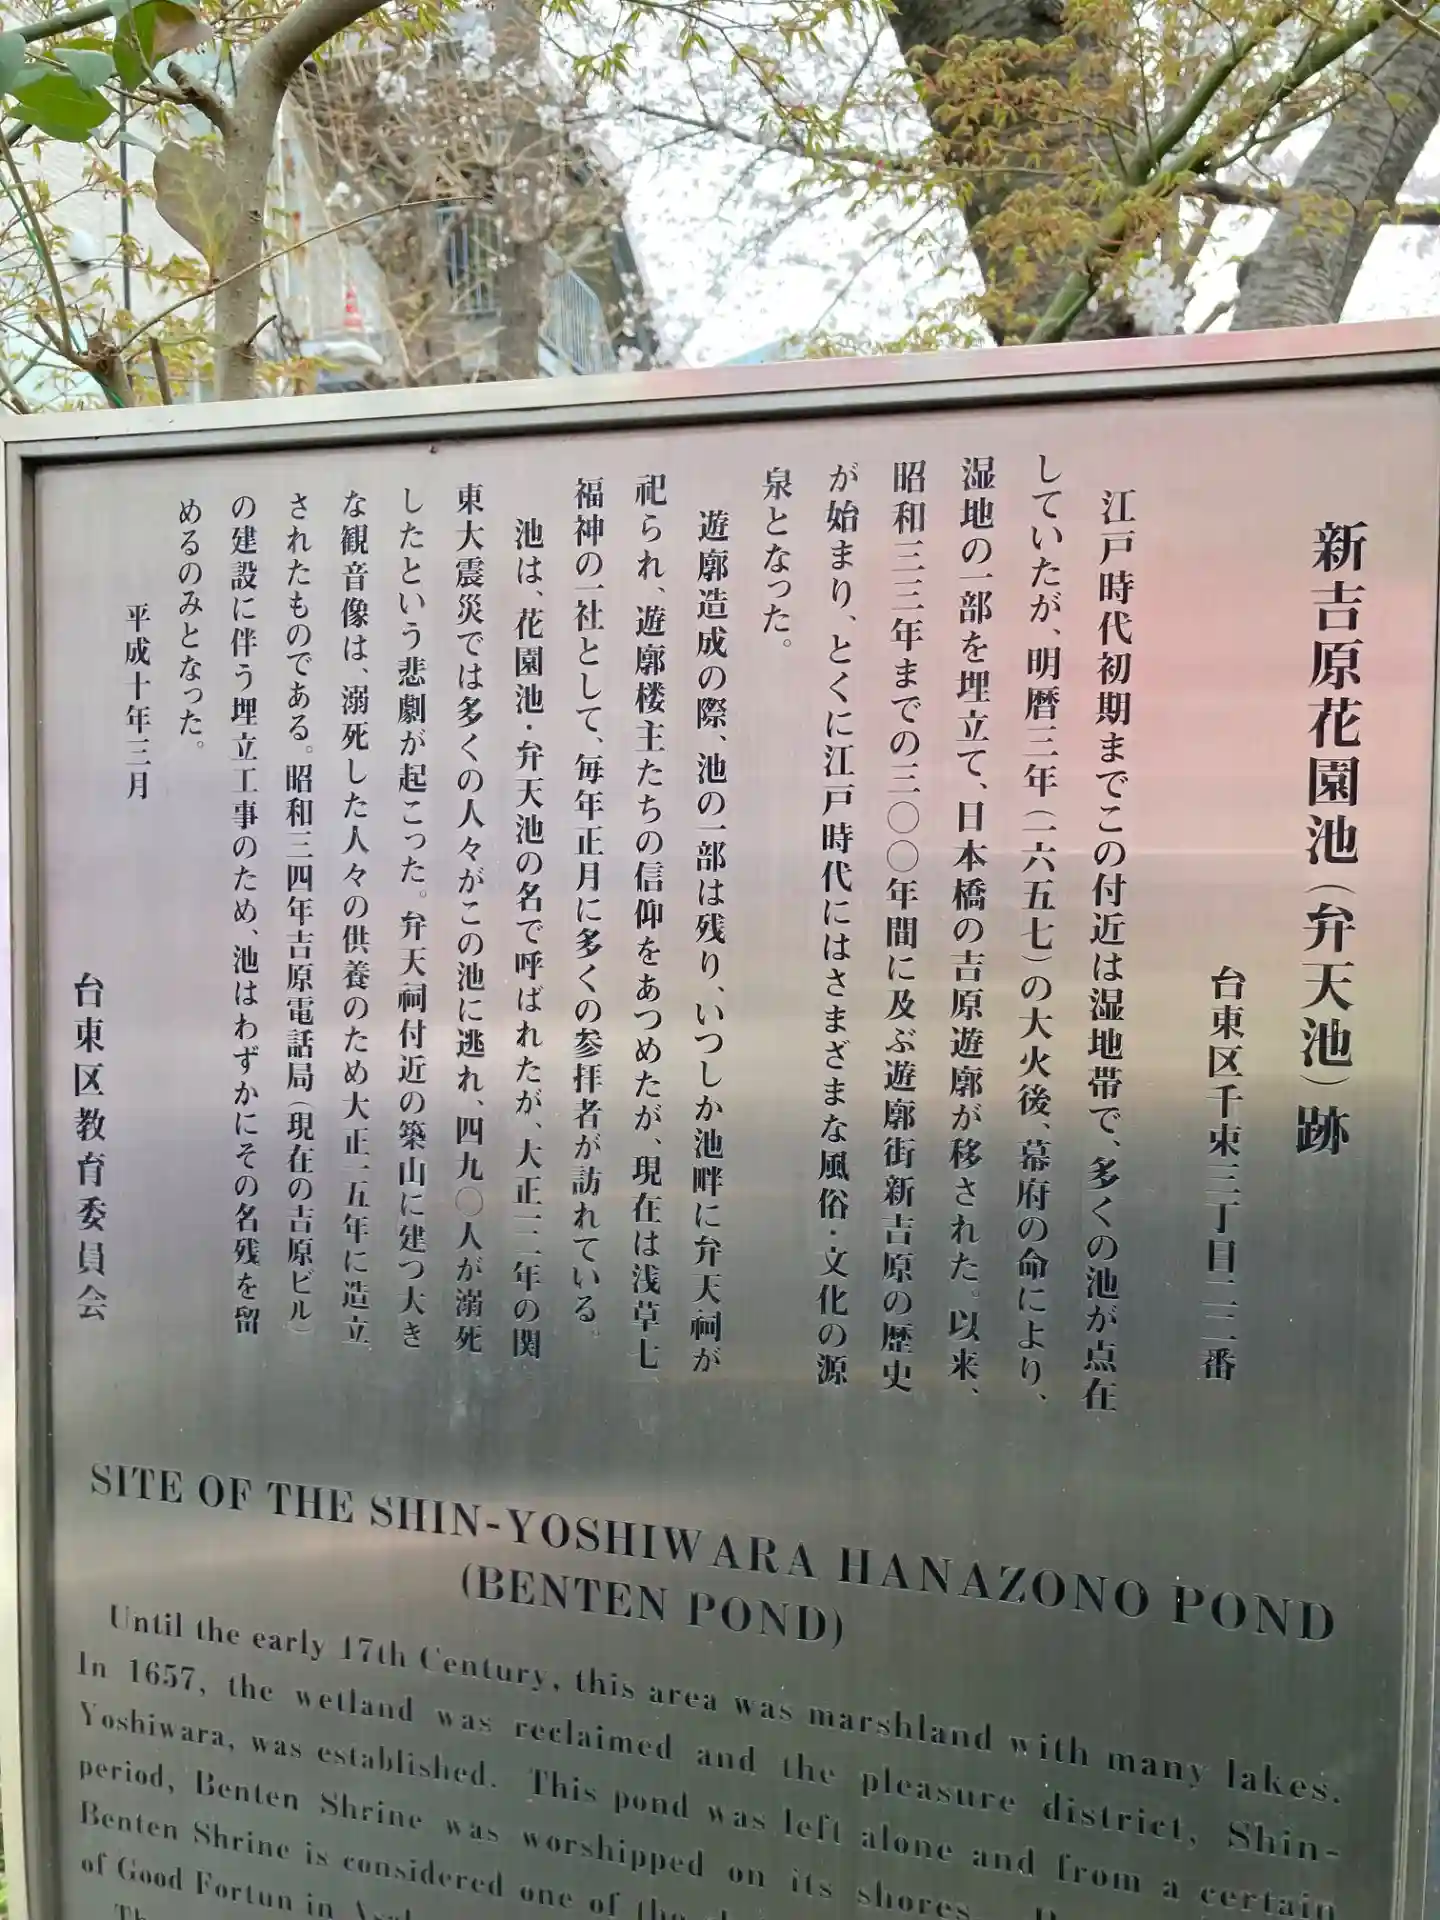 新吉原花園池（弁天池）跡
台東区千束三丁目二二番
江戸時代初期までこの付近は湿地帯で、多くの池が点在
していたが、明暦三年（一六五七）の大火後、幕府の命により、
湿地の一部を埋立て、日本橋の吉原遊廓が移された。以来、
昭和三三年までの三〇〇年間に及ぶ遊廓街新吉原の歴史
が始まり、とくに江戸時代にはさまざまな風俗・文化の源
泉となった。
遊廓造成の際、池の一部は残り、いつしか池畔に弁天祠が
祀られ、遊廓楼主たちの信仰をあつめたが、現在は浅草七
福神の一社として、毎年正月に多くの参拝者が訪れている。
池は、花園池・弁天池の名で呼ばれたが、大正一二年の関
東大震災では多くの人々がこの池に逃れ、四九〇人が溺死
したという悲劇が起こった。弁天祠付近の築山に建つ大き
な観音像は、溺死した人々の供養のため大正一五年に造立
されたものである。昭和三四年吉原電話局（現在の吉原ビル）
の建設に伴う埋立工事のため、池はわずかにその名残を留
めるのみとなった。
平成十年三月
台東区教育委員会
SITE OF THE SHIN-YOSHIWARA HANAZONO POND
(BENTEN POND)
Until the early 17th Century, this area was marshland with many lakes.
In 1657, the wetland was reclaimed and the pleasure district, Shin-
Yoshiwara, was established. This pond was left alone and from a certain
period, Benten Shrine was worshipped on its shores.
Benten Shrine is considered one of the
of Good Fortun in